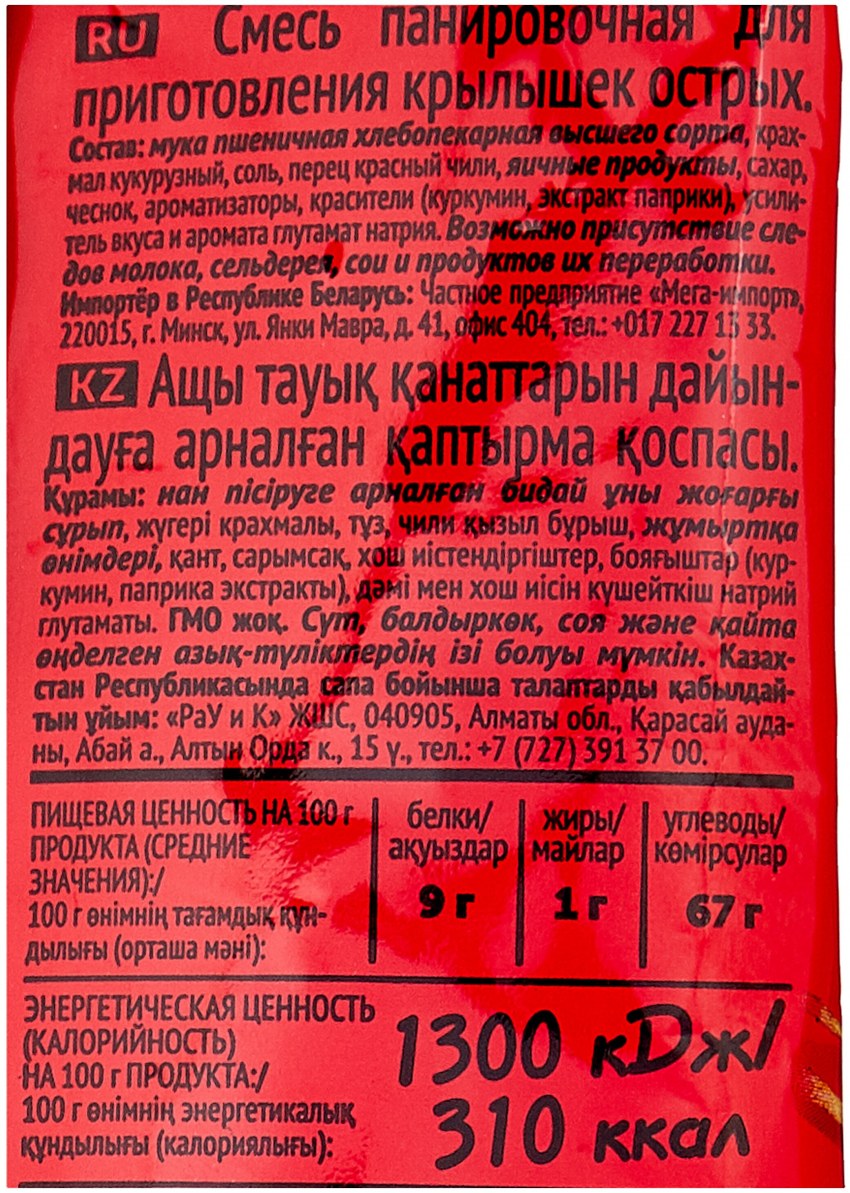 RU Смесь панировочная для
приготовления крылышек острых.
Состав: мука пшеничная хлебопекарная высшего сорта, крах-
мал кукурузный, соль, перец красный чили, яичные продукты, сахар,
чеснок, ароматизаторы, красители (куркумин, экстракт паприки), усили-
тель вкуса и аромата глутамат натрия. Возможно присутствие сле-
дов молока, сельдерея, сои и продуктов их переработки.
Импортёр в Республике Беларусь: Частное предприятие «Мега-импорт»,
220015, г. Минск, ул. Янки Мавра, д. 41, офис 404, тел.: +017 227 13 33.
KZ Ащы тауық қанаттарын дайын-
дауға арналған қаптырма қоспасы.
Құрамы: нан пісіруге арналған бидай ұны жоғарғы
сұрып, жүгері крахмалы, тұз, чили қызыл бұрыш, жұмыртқа
өнімдері, қант, сарымсақ, хош иістендіргіштер, бояғыштар (кур-
кумин, паприка экстракты), дәмі мен хош иісін күшейткіш натрий
глутаматы. ГМО жоқ. Сүт, балдыркөк, соя және қайта
өңделген азық-түліктердің ізі болуы мүмкін. Казах-
стан Республикасында сапа бойынша талаптарды қабылдай-
тын ұйым: «РаУ и К» ЖШС, 040905, Алматы обл., Қарасай ауда-
ны, Абай а., Алтын Орда к., 15 ү., тел.: +7 (727) 391 37 00.
ПИЩЕВАЯ ЦЕННОСТЬ НА 100 г
ПРОДУКТА (СРЕДНИЕ
ЗНАЧЕНИЯ):/
100 г өнімнің тағамдық құн-
дылығы (орташа мәні):
белки/
ақуыздар
9 г
жиры/
майлар
1 г
углеводы/
көмірсулар
67 г
ЭНЕРГЕТИЧЕСКАЯ ЦЕННОСТЬ
(КАЛОРИЙНОСТЬ)
НА 100 г ПРОДУКТА:/
100 г өнімнің энергетикалық
құндылығы (калориялығы):
1300 кДж/
310 ккал